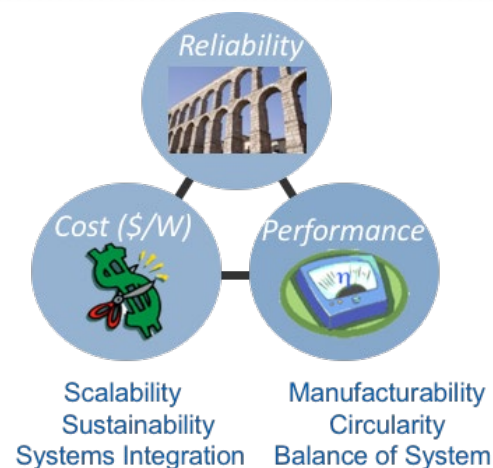 Reliability
Cost ($/W)
Performance
η
Scalability
Sustainability
Systems Integration
Manufacturability
Circularity
Balance of System